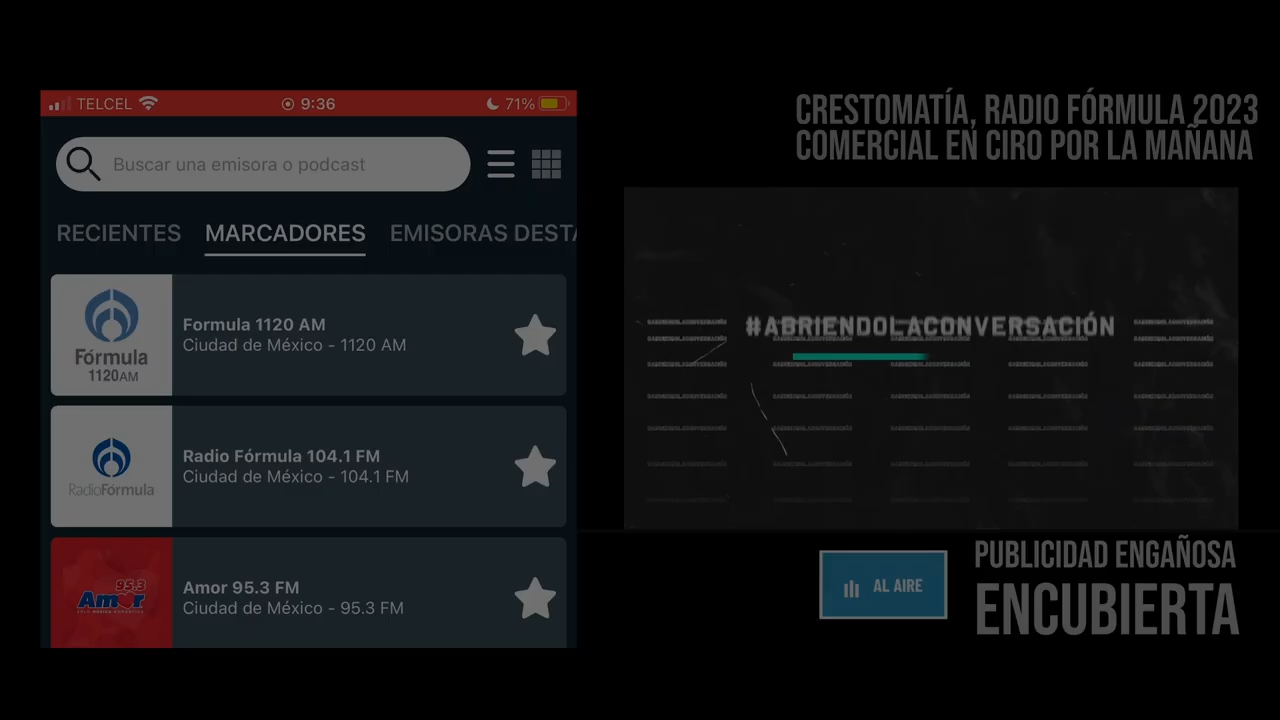 TELCEL 9:36 71%
Buscar una emisora o podcast
RECIENTES MARCADORES EMISORAS DESTA
Fórmula
1120AM
Formula 1120 AM
Ciudad de México - 1120 AM
RadioFórmula
Radio Fórmula 104.1 FM
Ciudad de México - 104.1 FM
95.3
Amor
Amor 95.3 FM
Ciudad de México - 95.3 FM
CRESTOMATÍA, RADIO FÓRMULA 2023
COMERCIAL EN CIRO POR LA MAÑANA
#ABRIENDOLACONVERSACIÓN
AL AIRE
PUBLICIDAD ENGAÑOSA
ENCUBIERTA